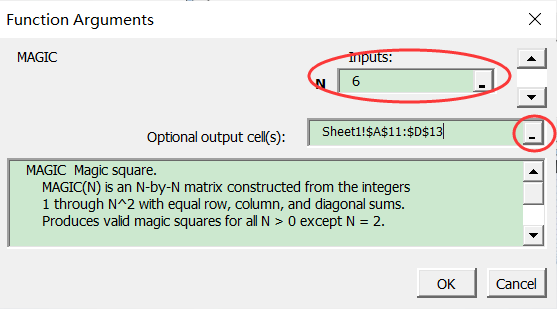 Function Arguments
MAGIC
Inputs:
N 6
Optional output cell(s): Sheet1!$A$11:$D$13
MAGIC Magic square.
MAGIC(N) is an N-by-N matrix constructed from the integers
1 through N^2 with equal row, column, and diagonal sums.
Produces valid magic squares for all N > 0 except N = 2.
OK Cancel